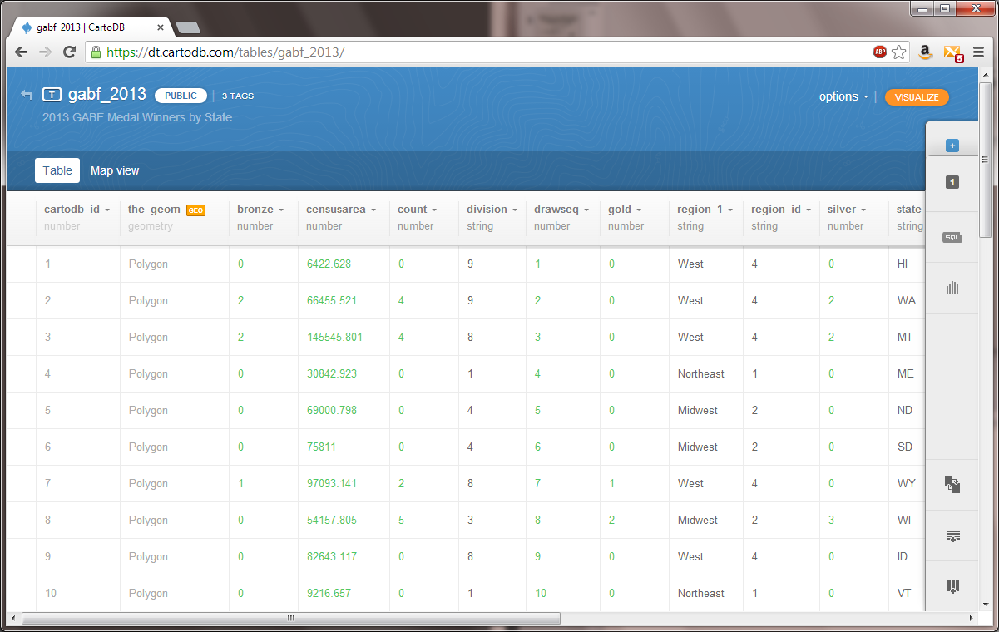 gabf_2013 | CartoDB
https://dt.cartodb.com/tables/gabf_2013/
ABP
a
5
T gabf_2013 PUBLIC | 3 TAGS
options | VISUALIZE
2013 GABF Medal Winners by State
Table Map view
+
1
SQL
cartodb_id the_geom GEO bronze censusarea count division drawseq gold region_1 region_id silver state_
number geometry number number number string number number string string number string
1 Polygon 0 6422.628 0 9 1 0 West 4 0 HI
2 Polygon 2 66455.521 4 9 2 0 West 4 2 WA
3 Polygon 2 145545.801 4 8 3 0 West 4 2 MT
4 Polygon 0 30842.923 0 1 4 0 Northeast 1 0 ME
5 Polygon 0 69000.798 0 4 5 0 Midwest 2 0 ND
6 Polygon 0 75811 0 4 6 0 Midwest 2 0 SD
7 Polygon 1 97093.141 2 8 7 1 West 4 0 WY
8 Polygon 0 54157.805 5 3 8 2 Midwest 2 3 WI
9 Polygon 0 82643.117 0 8 9 0 West 4 0 ID
10 Polygon 0 9216.657 0 1 10 0 Northeast 1 0 VT